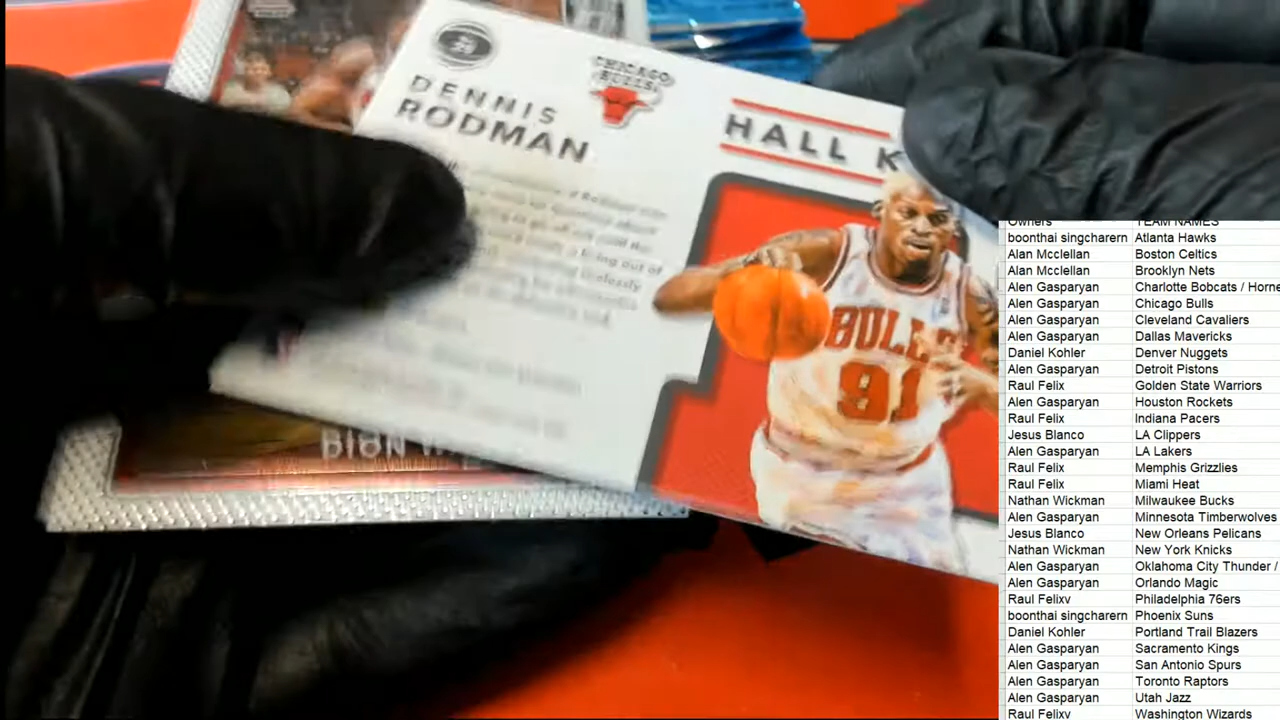 DENNIS
RODMAN
CHICAGO
BULLS
HALL K
BULLS
91
DION
Owners TEAM NAMES
boonthai singcharern Atlanta Hawks
Alan Mcclellan Boston Celtics
Alan Mcclellan Brooklyn Nets
Alen Gasparyan Charlotte Bobcats / Horne
Alen Gasparyan Chicago Bulls
Alen Gasparyan Cleveland Cavaliers
Alen Gasparyan Dallas Mavericks
Daniel Kohler Denver Nuggets
Alen Gasparyan Detroit Pistons
Raul Felix Golden State Warriors
Alen Gasparyan Houston Rockets
Raul Felix Indiana Pacers
Jesus Blanco LA Clippers
Alen Gasparyan LA Lakers
Raul Felix Memphis Grizzlies
Raul Felix Miami Heat
Nathan Wickman Milwaukee Bucks
Alen Gasparyan Minnesota Timberwolves
Jesus Blanco New Orleans Pelicans
Nathan Wickman New York Knicks
Alen Gasparyan Oklahoma City Thunder /
Alen Gasparyan Orlando Magic
Raul Felixv Philadelphia 76ers
boonthai singcharern Phoenix Suns
Daniel Kohler Portland Trail Blazers
Alen Gasparyan Sacramento Kings
Alen Gasparyan San Antonio Spurs
Alen Gasparyan Toronto Raptors
Alen Gasparyan Utah Jazz
Raul Felixv Washington Wizards